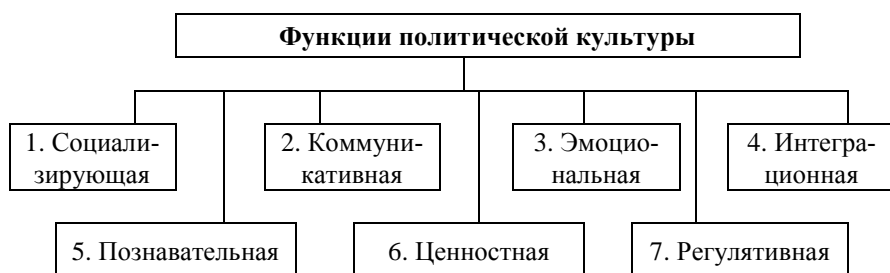 Функции политической культуры
1. Социали-
зирующая
2. Коммуни-
кативная
3. Эмоцио-
нальная
4. Интегра-
ционная
5. Познавательная
6. Ценностная
7. Регулятивная